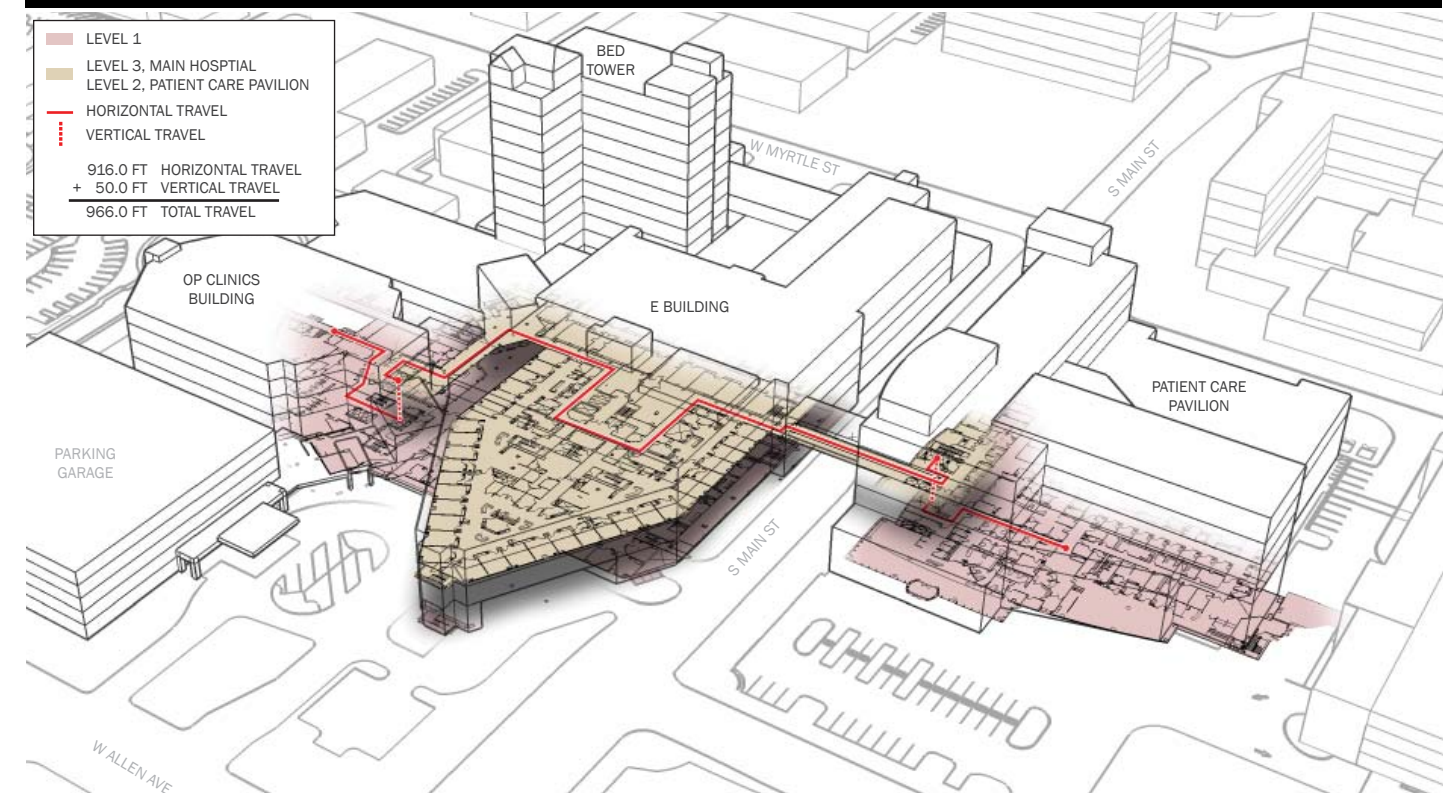 LEVEL 1
LEVEL 3, MAIN HOSPTIAL
LEVEL 2, PATIENT CARE PAVILION
HORIZONTAL TRAVEL
VERTICAL TRAVEL
916.0 FT HORIZONTAL TRAVEL
+ 50.0 FT VERTICAL TRAVEL
966.0 FT TOTAL TRAVEL
BED
TOWER
W MYRTLE ST
S MAIN ST
OP CLINICS
BUILDING
E BUILDING
PATIENT CARE
PAVILION
PARKING
GARAGE
S MAIN ST
W ALLEN AVE